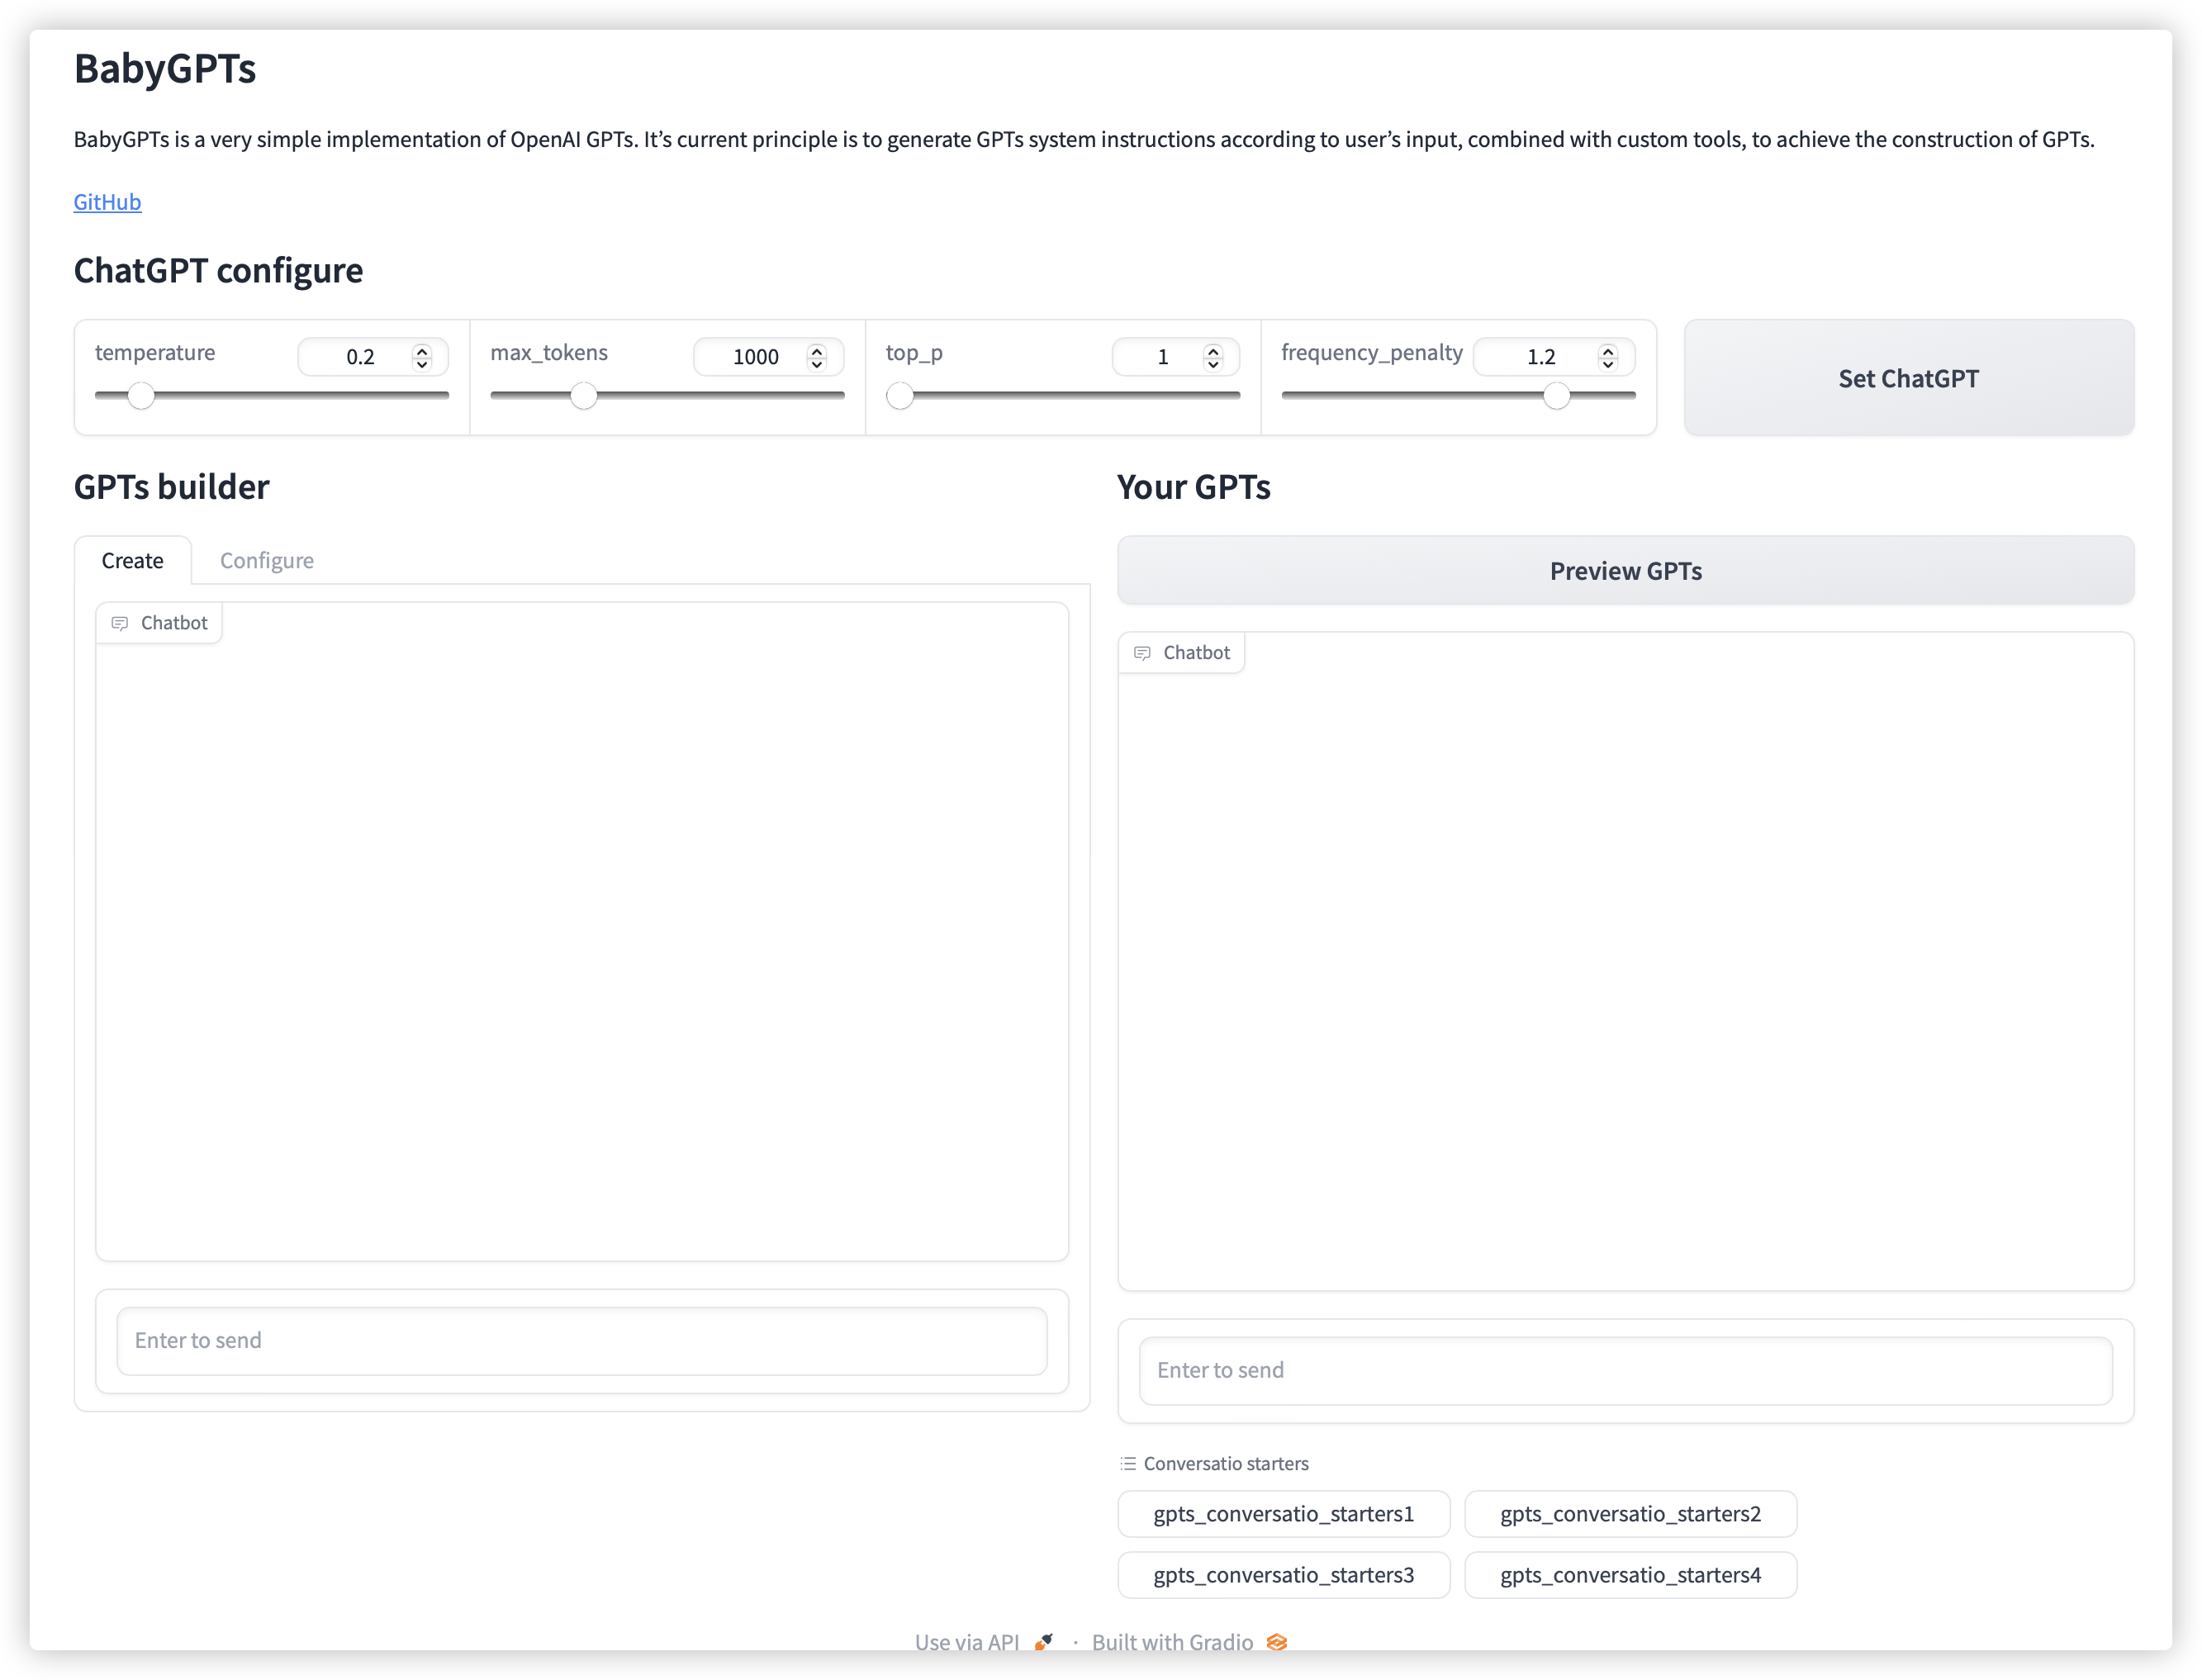 BabyGPTs
BabyGPTs is a very simple implementation of OpenAI GPTs. It’s current principle is to generate GPTs system instructions according to user’s input, combined with custom tools, to achieve the construction of GPTs.
GitHub
ChatGPT configure
temperature 0.2 max_tokens 1000 top_p 1 frequency_penalty 1.2
Set ChatGPT
GPTs builder
Create Configure
Chatbot
Enter to send
Your GPTs
Preview GPTs
Chatbot
Enter to send
Conversatio starters
gpts_conversatio_starters1 gpts_conversatio_starters2
gpts_conversatio_starters3 gpts_conversatio_starters4
Use via API · Built with Gradio